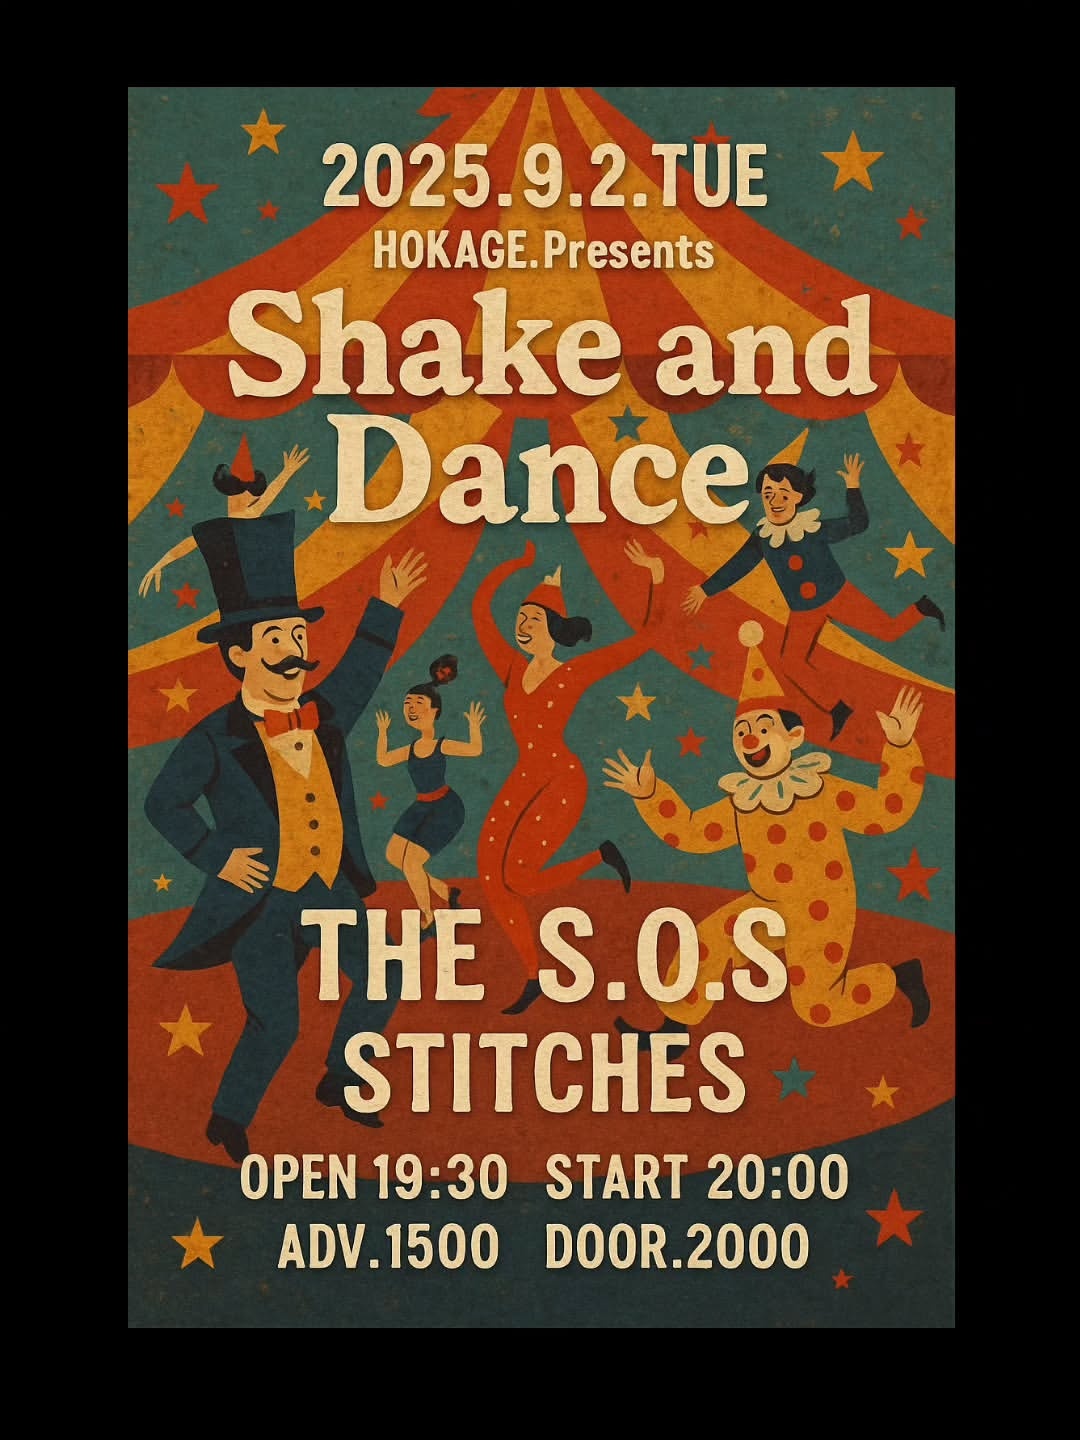 2025.9.2.TUE
HOKAGE.Presents
Shake and
Dance
THE S.O.S
STITCHES
OPEN 19:30 START 20:00
ADV.1500 DOOR.2000